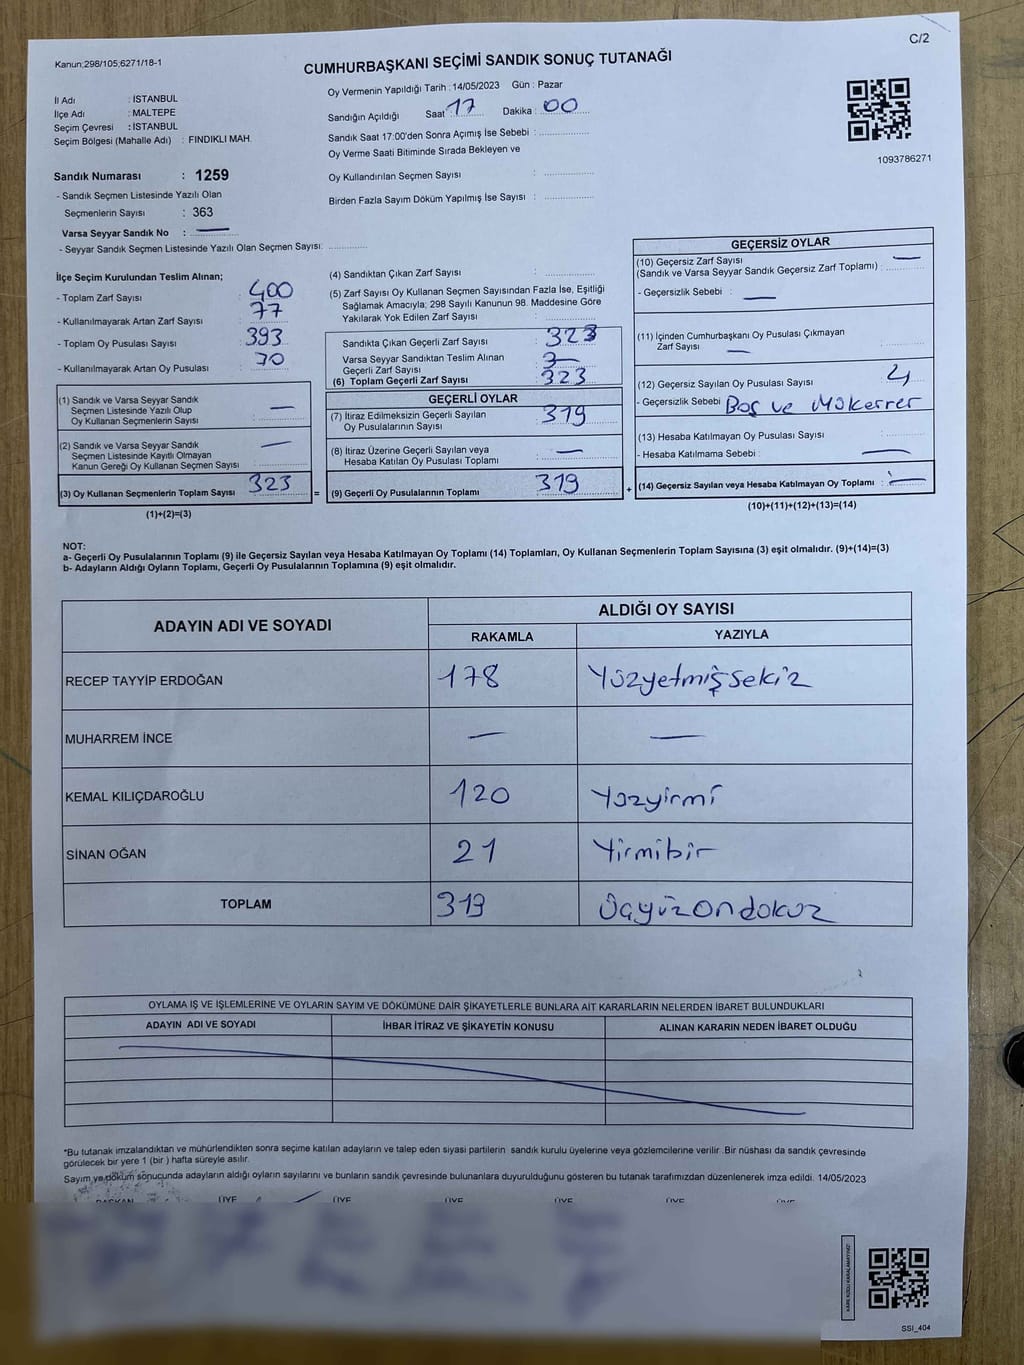 C/2
Kanun;298/105;6271/18-1
CUMHURBAŞKANI SEÇİMİ SANDIK SONUÇ TUTANAĞI
İl Adı : İSTANBUL
İlçe Adı : MALTEPE
Seçim Çevresi : İSTANBUL
Seçim Bölgesi (Mahalle Adı) : FINDIKLI MAH.
Sandık Numarası : 1259
- Sandık Seçmen Listesinde Yazılı Olan
Seçmenlerin Sayısı : 363
Varsa Seyyar Sandık No : —
- Seyyar Sandık Seçmen Listesinde Yazılı Olan Seçmen Sayısı: ..........
Oy Vermenin Yapıldığı Tarih : 14/05/2023 Gün : Pazar
Sandığın Açıldığı Saat : 17 Dakika : 00
Sandık Saat 17:00'den Sonra Açımış İse Sebebi : ..........
Oy Verme Saati Bitiminde Sırada Bekleyen ve
Oy Kullandırılan Seçmen Sayısı : ..........
Birden Fazla Sayım Döküm Yapılmış İse Sayısı : ..........
1093786271
İlçe Seçim Kurulundan Teslim Alınan;
- Toplam Zarf Sayısı : 400
- Kullanılmayarak Artan Zarf Sayısı : 77
- Toplam Oy Pusulası Sayısı : 393
- Kullanılmayarak Artan Oy Pusulası : 70
(1) Sandık ve Varsa Seyyar Sandık
Seçmen Listesinde Yazılı Olup
Oy Kullanan Seçmenlerin Sayısı : —
(2) Sandık ve Varsa Seyyar Sandık
Seçmen Listesinde Kayıtlı Olmayan
Kanun Gereği Oy Kullanan Seçmen Sayısı : —
(3) Oy Kullanan Seçmenlerin Toplam Sayısı : 323
(1)+(2)=(3)
=
(4) Sandıktan Çıkan Zarf Sayısı : ..........
(5) Zarf Sayısı Oy Kullanan Seçmen Sayısından Fazla İse, Eşitliği
Sağlamak Amacıyla; 298 Sayılı Kanunun 98. Maddesine Göre
Yakılarak Yok Edilen Zarf Sayısı : ..........
Sandıkta Çıkan Geçerli Zarf Sayısı : 323
Varsa Seyyar Sandıktan Teslim Alınan
Geçerli Zarf Sayısı : —
(6) Toplam Geçerli Zarf Sayısı : 323
GEÇERLİ OYLAR
(7) İtiraz Edilmeksizin Geçerli Sayılan
Oy Pusulalarının Sayısı : 319
(8) İtiraz Üzerine Geçerli Sayılan veya
Hesaba Katılan Oy Pusulası Toplamı : —
(9) Geçerli Oy Pusulalarının Toplamı : 319
+
GEÇERSİZ OYLAR
(10) Geçersiz Zarf Sayısı : —
(Sandık ve Varsa Seyyar Sandık Geçersiz Zarf Toplamı)
- Geçersizlik Sebebi : —
(11) İçinden Cumhurbaşkanı Oy Pusulası Çıkmayan
Zarf Sayısı : —
(12) Geçersiz Sayılan Oy Pusulası Sayısı : 4
- Geçersizlik Sebebi : Boş ve Mükerrer
(13) Hesaba Katılmayan Oy Pusulası Sayısı : ..........
- Hesaba Katılmama Sebebi : —
(14) Geçersiz Sayılan veya Hesaba Katılmayan Oy Toplamı : —
(10)+(11)+(12)+(13)=(14)
NOT:
a- Geçerli Oy Pusulalarının Toplamı (9) ile Geçersiz Sayılan veya Hesaba Katılmayan Oy Toplamı (14) Toplamları, Oy Kullanan Seçmenlerin Toplam Sayısına (3) eşit olmalıdır. (9)+(14)=(3)
b- Adayların Aldığı Oyların Toplamı, Geçerli Oy Pusulalarının Toplamına (9) eşit olmalıdır.
ADAYIN ADI VE SOYADI
ALDIĞI OY SAYISI
RAKAMLA YAZIYLA
RECEP TAYYİP ERDOĞAN 178 Yüzyetmişsekiz
MUHARREM İNCE — —
KEMAL KILIÇDAROĞLU 120 Yüzyirmi
SİNAN OĞAN 21 Yirmibir
TOPLAM 319 Üçyüzondokuz
OYLAMA İŞ VE İŞLEMLERİNE VE OYLARIN SAYIM VE DÖKÜMÜNE DAİR ŞİKAYETLERLE BUNLARA AİT KARARLARIN NELERDEN İBARET BULUNDUKLARI
ADAYIN ADI VE SOYADI İHBAR İTİRAZ VE ŞİKAYETİN KONUSU ALINAN KARARIN NEDEN İBARET OLDUĞU
*Bu tutanak imzalandıktan ve mühürlendikten sonra seçime katılan adayların ve talep eden siyasi partilerin sandık kurulu üyelerine veya gözlemcilerine verilir .Bir nüshası da sandık çevresinde
görülecek bir yere 1 (bir ) hafta süreyle asılır.
Sayım ve döküm sonucunda adayların aldığı oyların sayılarını ve bunların sandık çevresinde bulunanlara duyurulduğunu gösteren bu tutanak tarafımızdan düzenlenerek imza edildi. 14/05/2023
BAŞKAN ÜYE ÜYE ÜYE ÜYE ÜYE ÜYE
KARE KODU KARALAMAYINIZ!
SSI_404